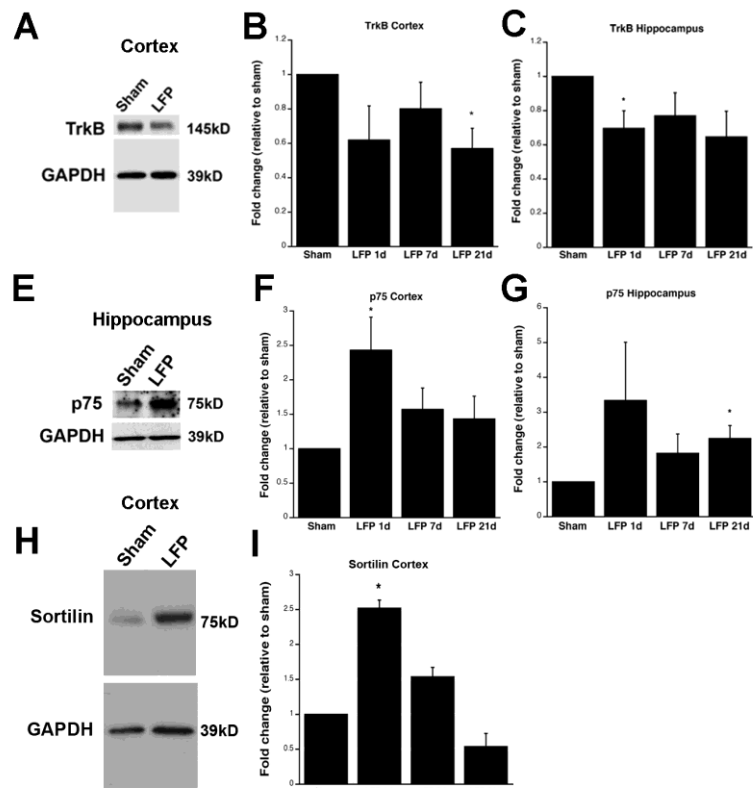 A
Cortex
Sham LFP
TrkB 145kD
GAPDH 39kD
B
TrkB Cortex
Fold change (relative to sham)
1.2
1
0.8
0.6
0.4
0.2
0
*
Sham LFP 1d LFP 7d LFP 21d
C
TrkB Hippocampus
Fold change (relative to sham)
1.2
1
0.8
0.6
0.4
0.2
0
*
Sham LFP 1d LFP 7d LFP 21d
E
Hippocampus
Sham LFP
p75 75kD
GAPDH 39kD
F
p75 Cortex
Fold change (relative to sham)
3
2.5
2
1.5
1
0.5
0
*
Sham LFP 1d LFP 7d LFP 21d
G
p75 Hippocampus
Fold change (relative to sham)
6
5
4
3
2
1
0
*
Sham LFP 1d LFP 7d LFP 21d
H
Cortex
Sham LFP
Sortilin 75kD
GAPDH 39kD
I
Sortilin Cortex
Fold change (relative to sham)
3
2.5
2
1.5
1
0.5
0
*